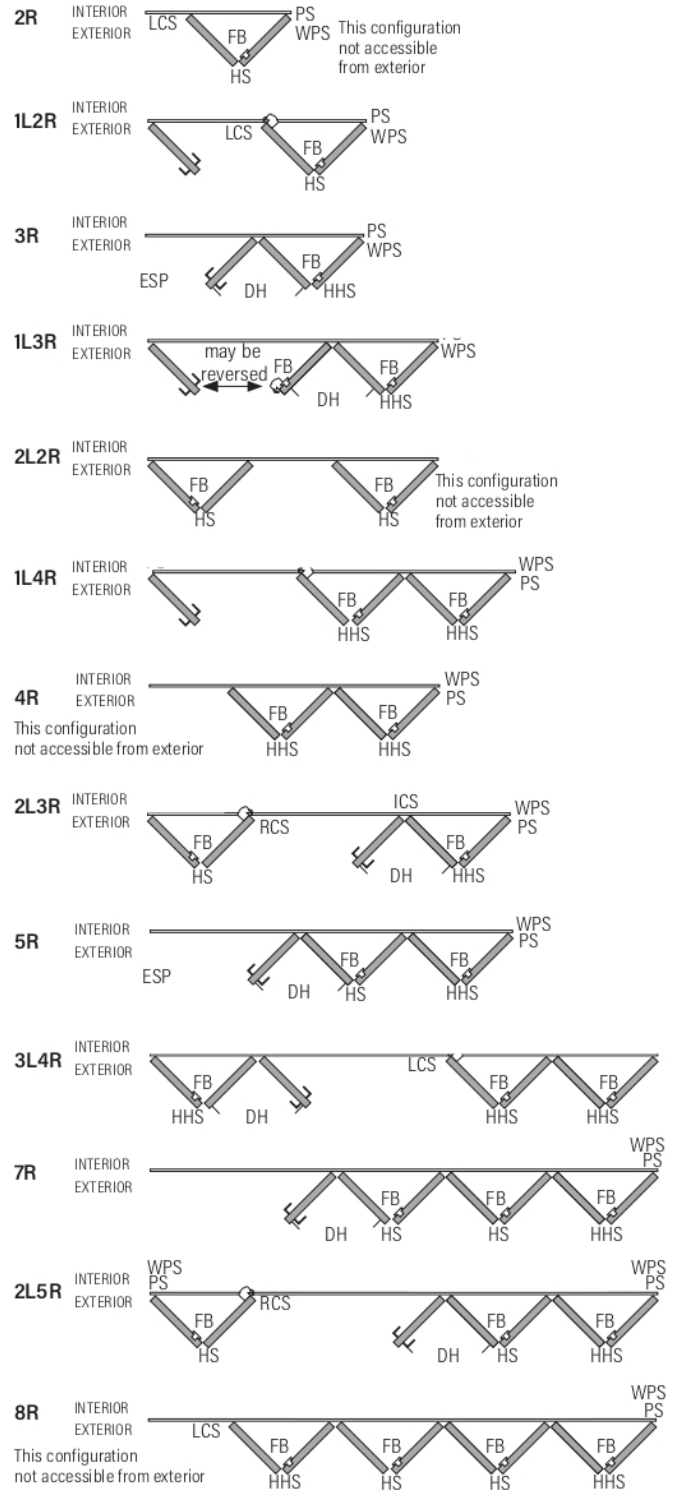 2R INTERIOR PS
EXTERIOR LCS FB WPS This configuration
not accessible
from exterior
HS
1L2R INTERIOR PS
EXTERIOR LCS FB WPS
HS
3R INTERIOR PS
EXTERIOR FB WPS
ESP DH HHS
1L3R INTERIOR
EXTERIOR may be WPS
reversed FB FB
DH HHS
2L2R INTERIOR
EXTERIOR FB FB This configuration
not accessible
from exterior
HS HS
1L4R INTERIOR WPS
EXTERIOR PS
FB FB
HHS HHS
4R INTERIOR WPS
EXTERIOR PS
This configuration FB FB
not accessible from exterior HHS HHS
2L3R INTERIOR ICS WPS
EXTERIOR RCS PS
FB FB
HS DH HHS
5R INTERIOR WPS
EXTERIOR PS
ESP FB FB
DH HS HHS
3L4R INTERIOR
EXTERIOR LCS
FB FB FB
HHS DH HHS HHS
WPS
7R INTERIOR PS
EXTERIOR
FB FB FB
DH HS HS HHS
WPS WPS
2L5R INTERIOR PS PS
EXTERIOR RCS
FB FB FB
HS DH HS HHS
WPS
8R INTERIOR PS
EXTERIOR LCS
This configuration FB FB FB FB
not accessible from exterior HHS HS HS HHS